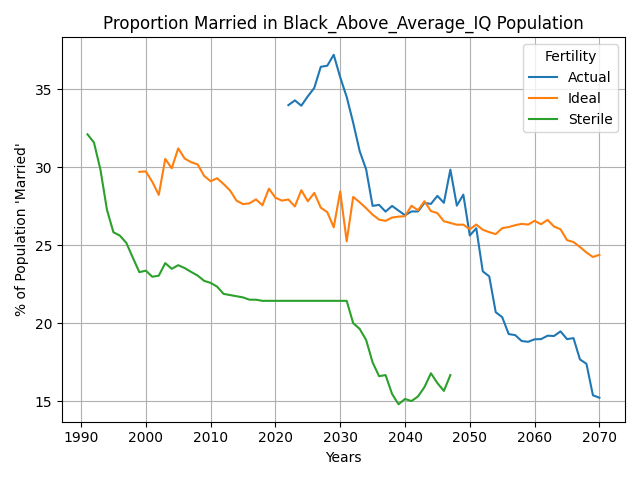 Proportion Married in Black_Above_Average_IQ Population
Fertility
Actual
Ideal
Sterile
% of Population 'Married'
35
30
25
20
15
1990 2000 2010 2020 2030 2040 2050 2060 2070
Years